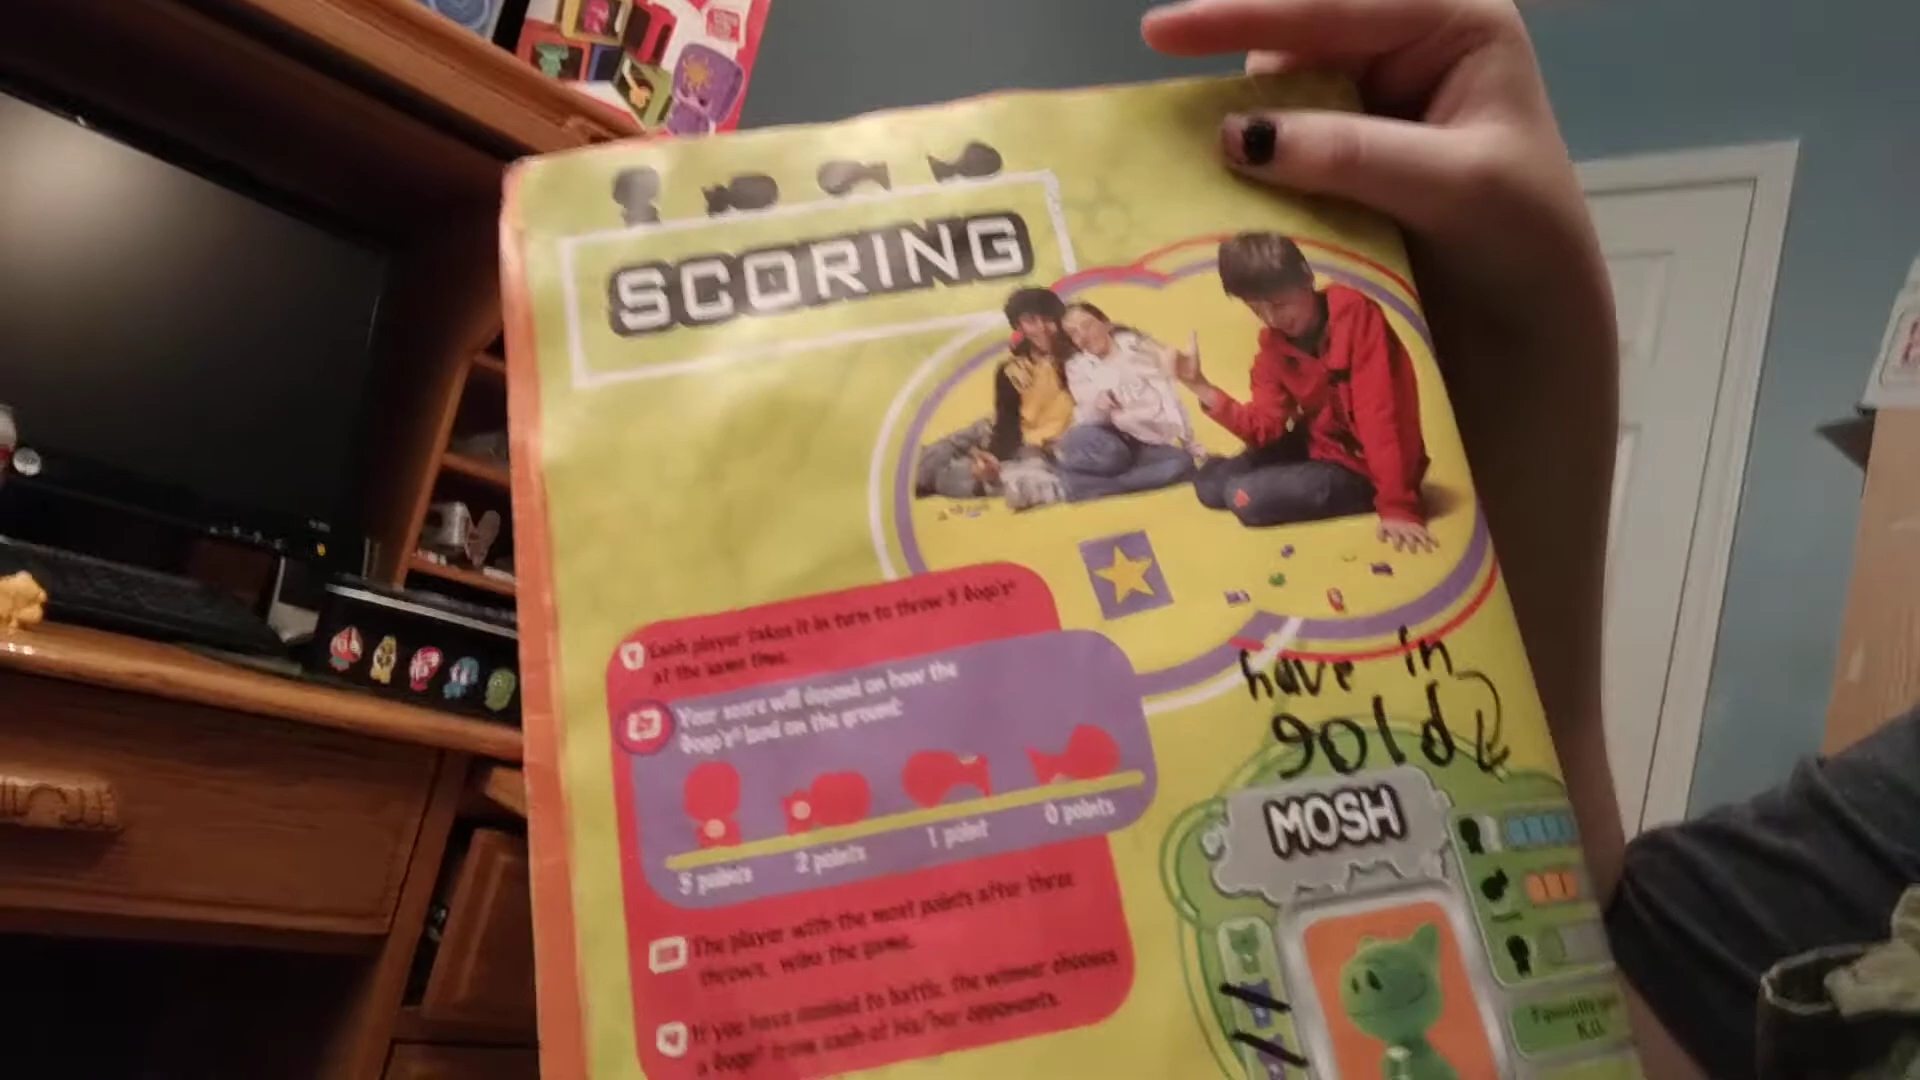 SCORING
Each player takes it in turn to throw 5 Gogo's®
at the same time.
Your score will depend on how the
Gogo's® land on the ground:
5 points 2 points 1 point 0 points
The player with the most points after three
throws, wins the game.
If you have decided to battle, the winner chooses
a Gogo® from each of his/her opponents.
have in
gold
MOSH
K.O.